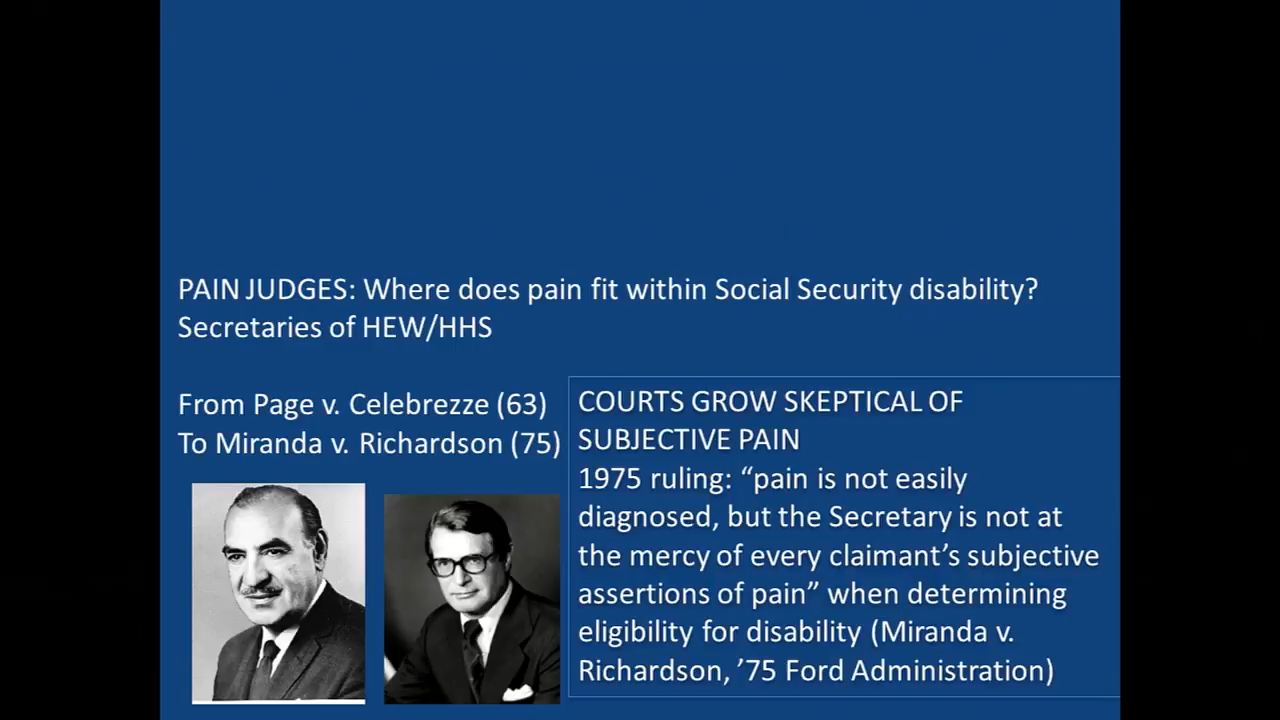 PAIN JUDGES: Where does pain fit within Social Security disability?
Secretaries of HEW/HHS
From Page v. Celebrezze (63)
To Miranda v. Richardson (75)
COURTS GROW SKEPTICAL OF
SUBJECTIVE PAIN
1975 ruling: “pain is not easily
diagnosed, but the Secretary is not at
the mercy of every claimant’s subjective
assertions of pain” when determining
eligibility for disability (Miranda v.
Richardson, ’75 Ford Administration)